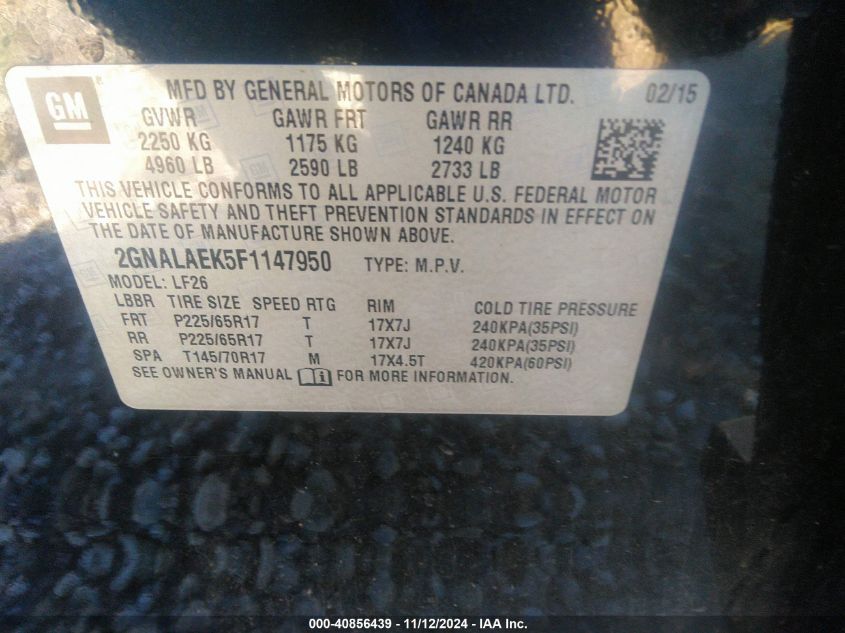 GM
MFD BY GENERAL MOTORS OF CANADA LTD. 02/15
GVWR GAWR FRT GAWR RR
2250 KG 1175 KG 1240 KG
4960 LB 2590 LB 2733 LB
THIS VEHICLE CONFORMS TO ALL APPLICABLE U.S. FEDERAL MOTOR
VEHICLE SAFETY AND THEFT PREVENTION STANDARDS IN EFFECT ON
THE DATE OF MANUFACTURE SHOWN ABOVE.
2GNALAEK5F1147950 TYPE: M.P.V.
MODEL: LF26
LBBR TIRE SIZE SPEED RTG RIM COLD TIRE PRESSURE
FRT P225/65R17 T 17X7J 240KPA(35PSI)
RR P225/65R17 T 17X7J 240KPA(35PSI)
SPA T145/70R17 M 17X4.5T 420KPA(60PSI)
SEE OWNER'S MANUAL FOR MORE INFORMATION.
000-40856439 - 11/12/2024 - IAA Inc.